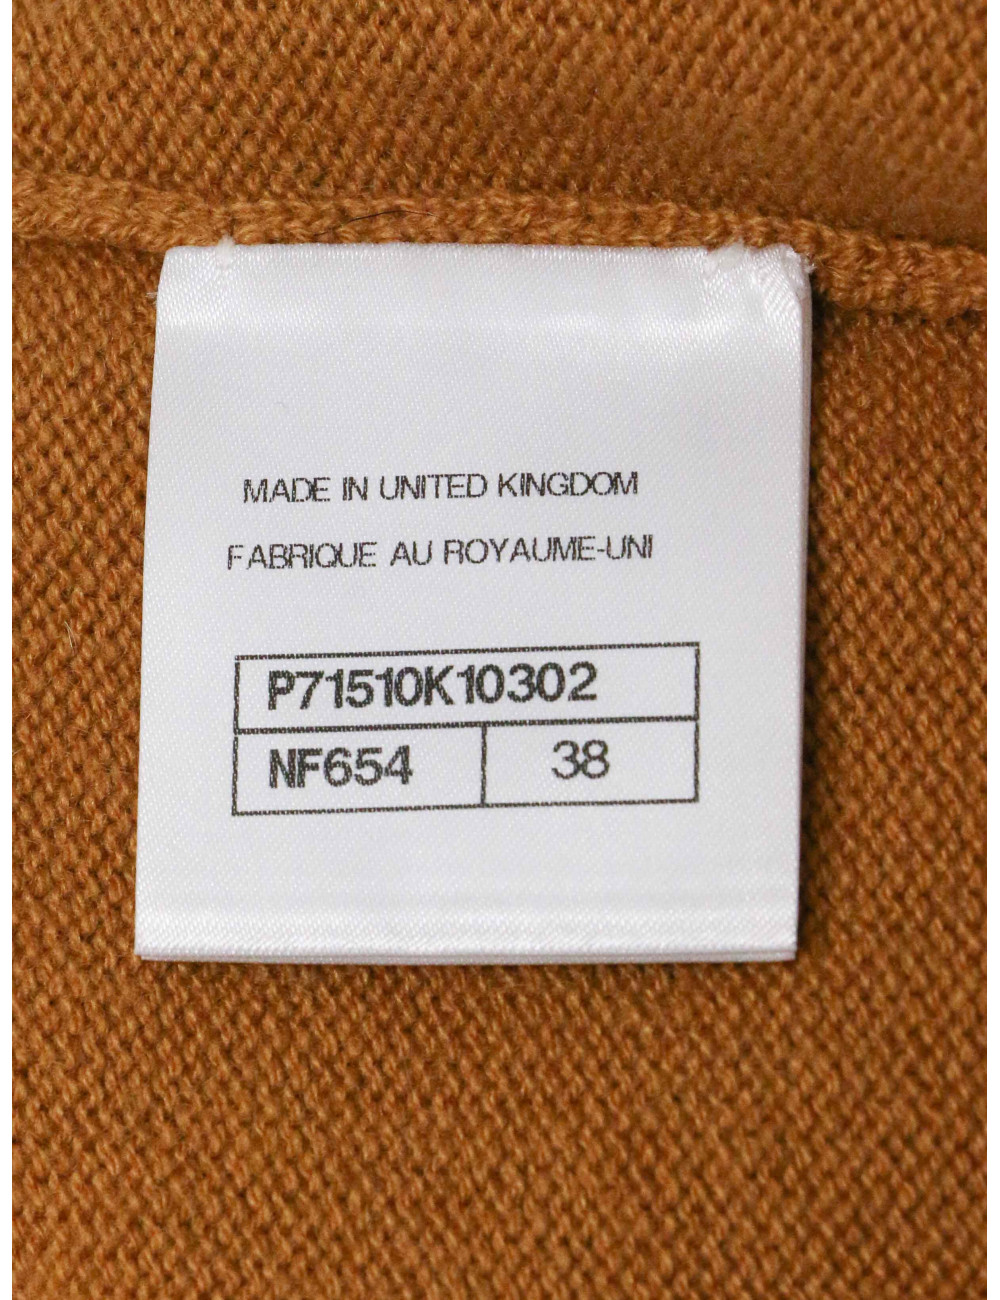 MADE IN UNITED KINGDOM
FABRIQUE AU ROYAUME-UNI
P71510K10302
NF654 38